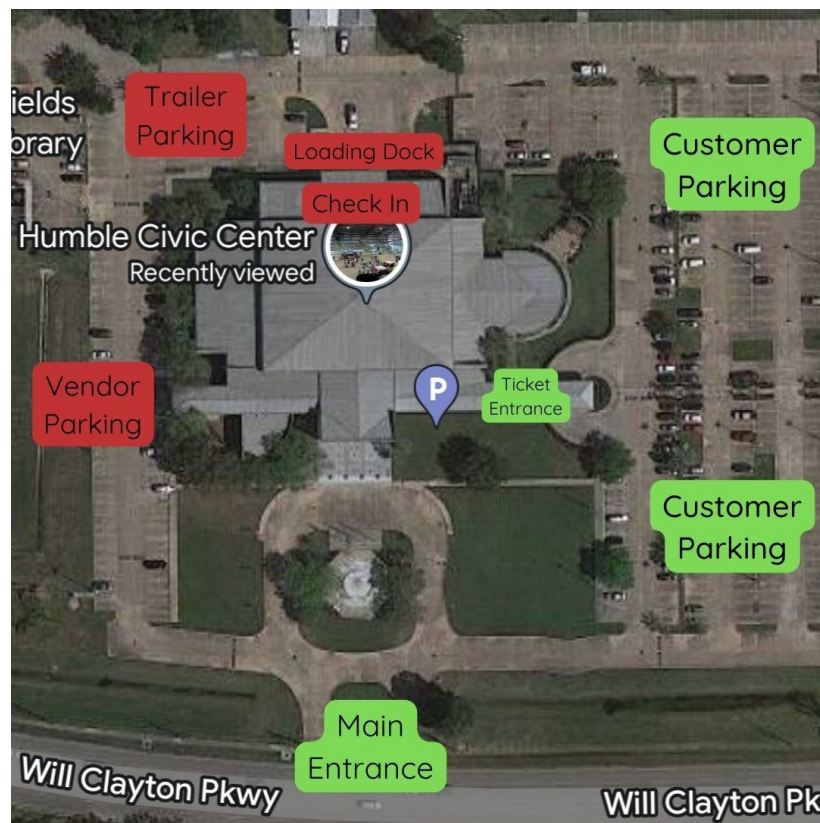 Trailer
Parking
ields
brary
Loading Dock
Customer
Parking
Check In
Humble Civic Center
Recently viewed
P
Ticket
Entrance
Vendor
Parking
Customer
Parking
Main
Entrance
Will Clayton Pkwy
Will Clayton Pk